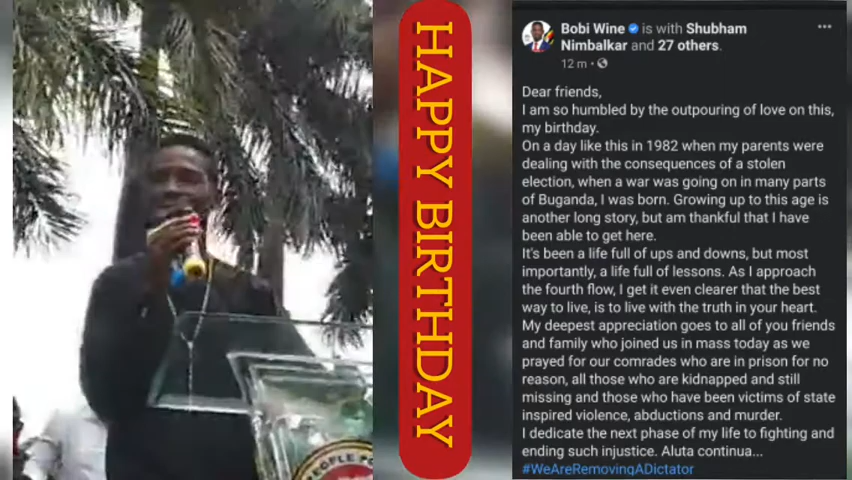 PEOPLE PO
HAPPY BIRTHDAY
Bobi Wine is with Shubham
Nimbalkar and 27 others.
12 m
Dear friends,
I am so humbled by the outpouring of love on this,
my birthday.
On a day like this in 1982 when my parents were
dealing with the consequences of a stolen
election, when a war was going on in many parts
of Buganda, I was born. Growing up to this age is
another long story, but am thankful that I have
been able to get here.
It's been a life full of ups and downs, but most
importantly, a life full of lessons. As I approach
the fourth flow, I get it even clearer that the best
way to live, is to live with the truth in your heart.
My deepest appreciation goes to all of you friends
and family who joined us in mass today as we
prayed for our comrades who are in prison for no
reason, all those who are kidnapped and still
missing and those who have been victims of state
inspired violence, abductions and murder.
I dedicate the next phase of my life to fighting and
ending such injustice. Aluta continua...
#WeAreRemovingADictator